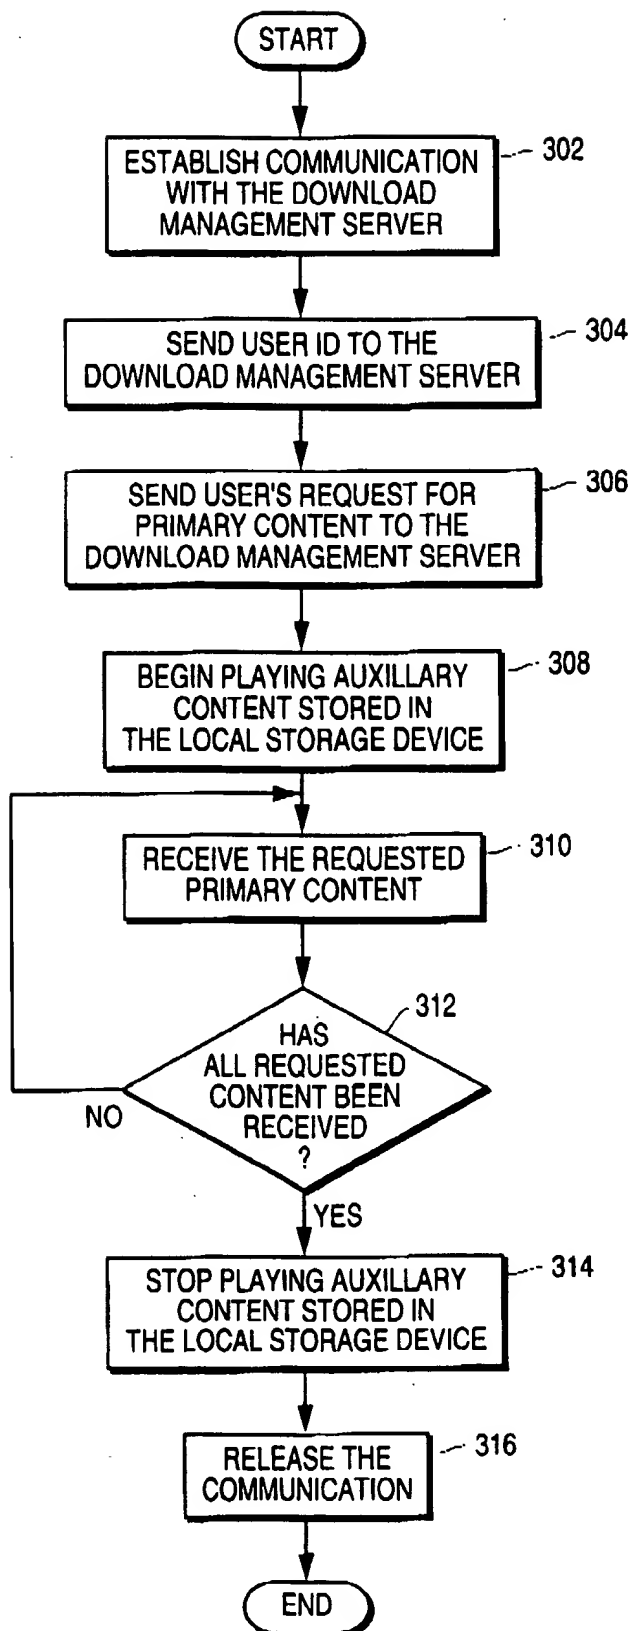 START
ESTABLISH COMMUNICATION
WITH THE DOWNLOAD
MANAGEMENT SERVER
302
SEND USER ID TO THE
DOWNLOAD MANAGEMENT SERVER
304
SEND USER'S REQUEST FOR
PRIMARY CONTENT TO THE
DOWNLOAD MANAGEMENT SERVER
306
BEGIN PLAYING AUXILLARY
CONTENT STORED IN
THE LOCAL STORAGE DEVICE
308
RECEIVE THE REQUESTED
PRIMARY CONTENT
310
HAS
ALL REQUESTED
CONTENT BEEN
RECEIVED
?
312
NO
YES
STOP PLAYING AUXILLARY
CONTENT STORED IN
THE LOCAL STORAGE DEVICE
314
RELEASE THE
COMMUNICATION
316
END